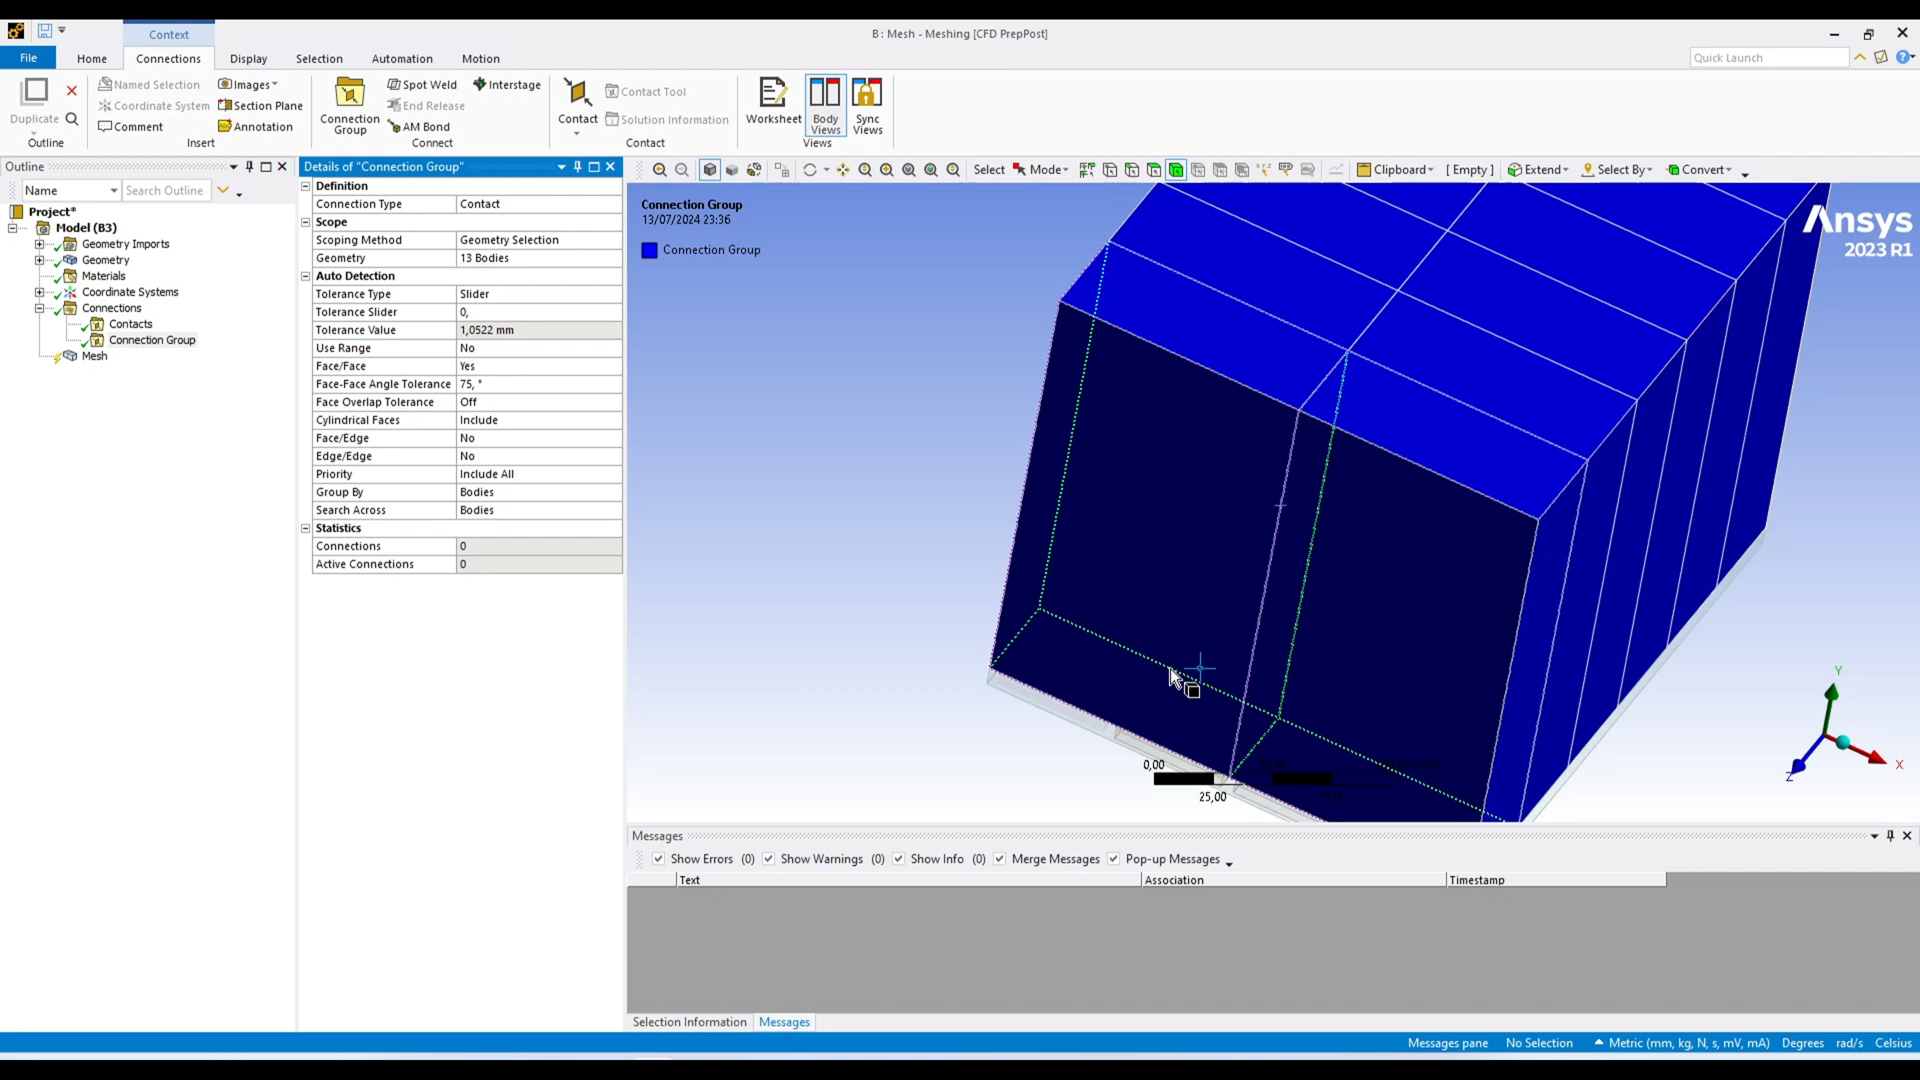 Context
B : Mesh - Meshing [CFD PrepPost]
File
Home
Connections
Display
Selection
Automation
Motion
Quick Launch
Duplicate
Outline
Named Selection
Coordinate System
Comment
Images
Section Plane
Annotation
Insert
Connection Group
Spot Weld
End Release
AM Bond
Interstage
Connect
Contact
Contact Tool
Solution Information
Contact
Worksheet
Body Views
Sync Views
Views
Outline
Name
Search Outline
Project*
Model (B3)
Geometry Imports
Geometry
Materials
Coordinate Systems
Connections
Contacts
Connection Group
Mesh
Details of "Connection Group"
Definition
Connection Type Contact
Scope
Scoping Method Geometry Selection
Geometry 13 Bodies
Auto Detection
Tolerance Type Slider
Tolerance Slider 0,
Tolerance Value 1,0522 mm
Use Range No
Face/Face Yes
Face-Face Angle Tolerance 75, °
Face Overlap Tolerance Off
Cylindrical Faces Include
Face/Edge No
Edge/Edge No
Priority Include All
Group By Bodies
Search Across Bodies
Statistics
Connections 0
Active Connections 0
Select Mode Clipboard [ Empty ] Extend Select By Convert
Connection Group
13/07/2024 23:36
Connection Group
Ansys
2023 R1
Y
X
Z
0,00
25,00
Messages
Show Errors (0) Show Warnings (0) Show Info (0) Merge Messages Pop-up Messages
Text Association Timestamp
Selection Information Messages
Messages pane No Selection Metric (mm, kg, N, s, mV, mA) Degrees rad/s Celsius